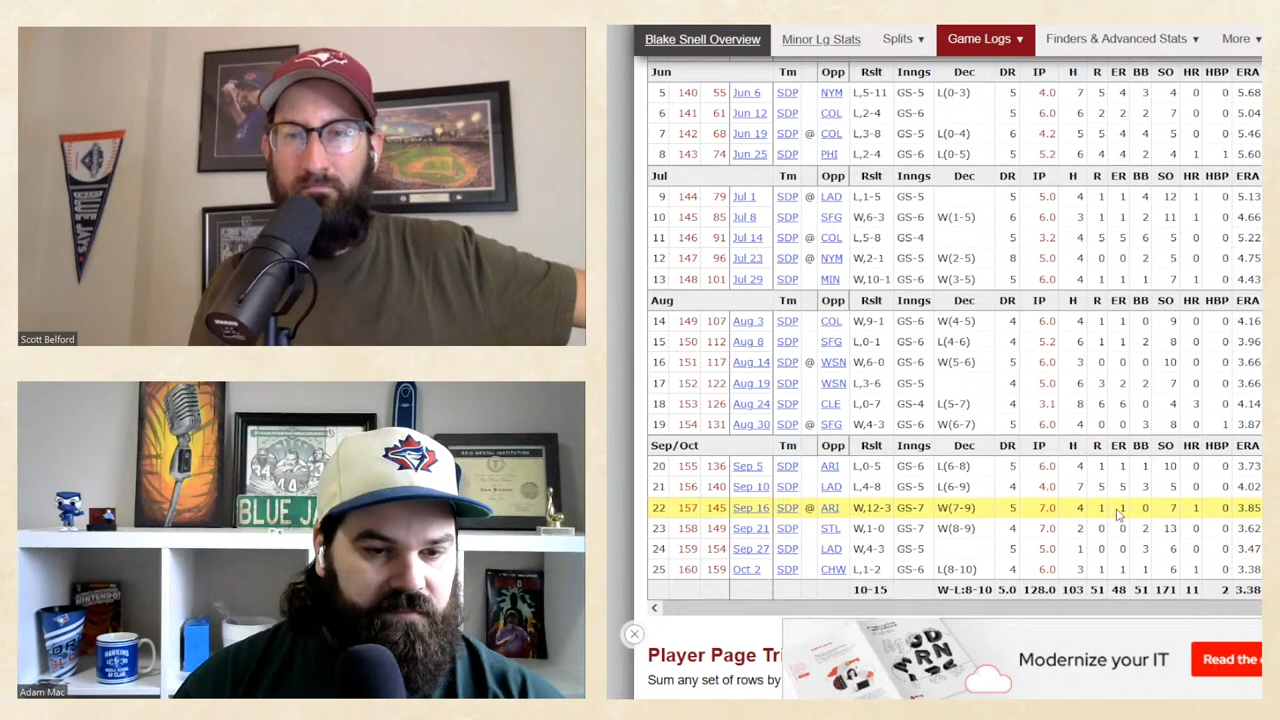 BLUE JAYS
Scott Belford
BLUE JA
HAWKINS
Adam Mac
Blake Snell Overview Minor Lg Stats Splits ▼ Game Logs ▼ Finders & Advanced Stats ▼ More ▼
Jun Tm Opp Rslt Inngs Dec DR IP H R ER BB SO HR HBP ERA
5 140 55 Jun 6 SDP NYM L,5-11 GS-5 L(0-3) 5 4.0 7 5 4 3 4 0 0 5.68
6 141 61 Jun 12 SDP COL L,2-4 GS-6 5 6.0 6 2 2 2 7 0 0 5.04
7 142 68 Jun 19 SDP @ COL L,3-8 GS-5 L(0-4) 6 4.2 5 4 4 4 5 0 0 5.46
8 143 74 Jun 25 SDP PHI L,2-4 GS-6 L(0-5) 5 5.2 6 4 4 2 4 1 1 5.60
Jul Tm Opp Rslt Inngs Dec DR IP H R ER BB SO HR HBP ERA
9 144 79 Jul 1 SDP @ LAD L,1-5 GS-5 5 5.0 4 1 1 4 12 1 0 5.13
10 145 85 Jul 8 SDP SFG W,6-3 GS-6 W(1-5) 6 6.0 3 1 1 2 11 1 0 4.66
11 146 91 Jul 14 SDP @ COL L,5-8 GS-4 5 3.2 4 5 5 6 5 0 0 5.22
12 147 96 Jul 23 SDP @ NYM W,2-1 GS-5 W(2-5) 8 5.0 4 0 0 2 5 0 0 4.75
13 148 101 Jul 29 SDP MIN W,10-1 GS-5 W(3-5) 5 5.0 4 1 1 1 7 1 0 4.43
Aug Tm Opp Rslt Inngs Dec DR IP H R ER BB SO HR HBP ERA
14 149 107 Aug 3 SDP COL W,9-1 GS-6 W(4-5) 4 6.0 4 1 1 0 9 0 0 4.16
15 150 112 Aug 8 SDP SFG L,0-1 GS-6 L(4-6) 4 5.2 6 1 1 2 8 0 0 3.96
16 151 117 Aug 14 SDP @ WSN W,6-0 GS-6 W(5-6) 5 6.0 3 0 0 1 10 0 0 3.66
17 152 122 Aug 19 SDP WSN L,3-6 GS-5 4 5.0 6 2 2 2 7 0 0 3.66
18 153 126 Aug 24 SDP CLE L,0-7 GS-4 L(5-7) 4 3.1 8 6 6 0 4 3 0 4.14
19 154 131 Aug 30 SDP @ SFG W,4-3 GS-6 W(6-7) 5 6.0 3 0 0 2 8 0 1 3.87
Sep/Oct Tm Opp Rslt Inngs Dec DR IP H R ER BB SO HR HBP ERA
20 155 136 Sep 5 SDP ARI L,0-5 GS-6 L(6-8) 5 6.0 4 1 1 1 10 0 0 3.73
21 156 140 Sep 10 SDP LAD L,4-8 GS-6 L(6-9) 4 6.0 7 5 5 3 7 1 0 4.02
22 157 145 Sep 16 SDP @ ARI W,12-3 GS-7 W(7-9) 5 7.0 4 1 1 0 7 1 0 3.85
23 158 149 Sep 21 SDP STL W,1-0 GS-7 W(8-9) 4 7.0 2 0 0 2 13 0 0 3.62
24 159 154 Sep 27 SDP LAD W,4-3 GS-5 4 5.0 1 0 0 3 6 0 0 3.47
25 160 159 Oct 2 SDP CHW L,1-2 GS-6 L(8-10) 4 6.0 3 1 1 1 6 0 0 3.38
10-15 W-L:8-10 5.0 128.0 103 51 48 51 171 11 2 3.38
Player Page Tri
Sum any set of rows by
Modernize your IT
Read the